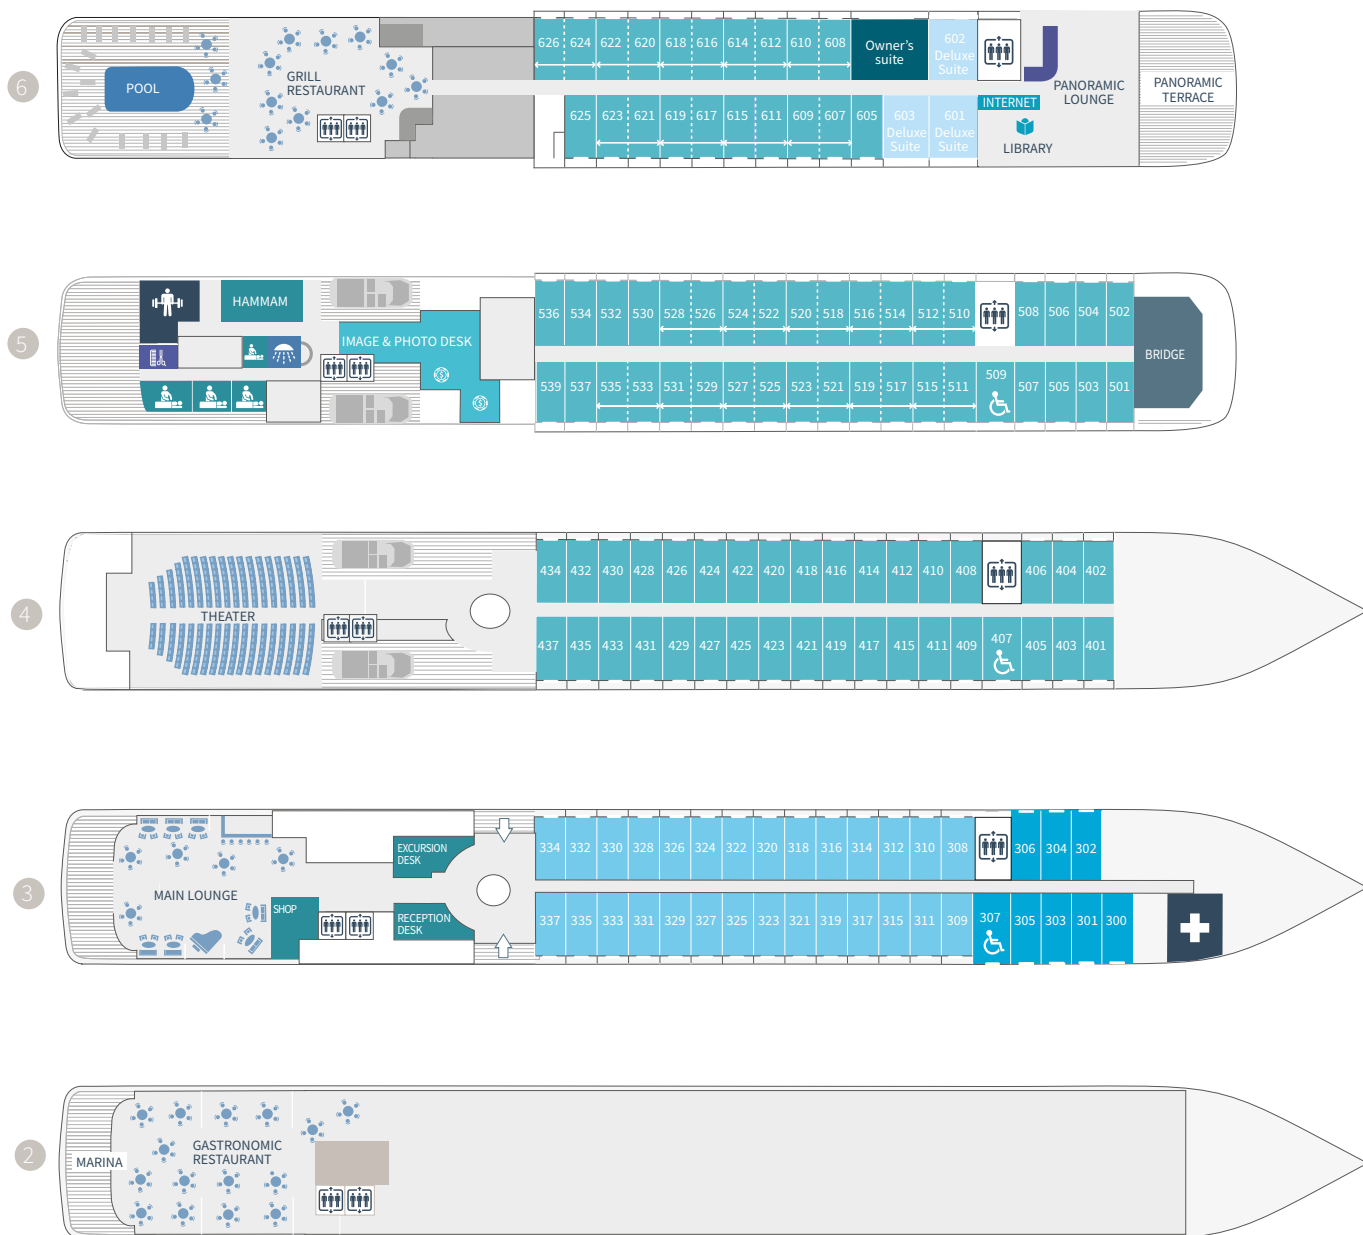 6
POOL
GRILL
RESTAURANT
626 624 622 620 618 616 614 612 610 608
Owner's
suite
602
Deluxe
Suite
625 623 621 619 617 615 611 609 607 605
603
Deluxe
Suite
601
Deluxe
Suite
INTERNET
LIBRARY
PANORAMIC
LOUNGE
PANORAMIC
TERRACE
5
HAMMAM
IMAGE & PHOTO DESK
536 534 532 530 528 526 524 522 520 518 516 514 512 510 508 506 504 502
539 537 535 533 531 529 527 525 523 521 519 517 515 511 509 507 505 503 501
BRIDGE
4
THEATER
434 432 430 428 426 424 422 420 418 416 414 412 410 408 406 404 402
437 435 433 431 429 427 425 423 421 419 417 415 411 409 407 405 403 401
3
MAIN LOUNGE
SHOP
EXCURSION
DESK
RECEPTION
DESK
334 332 330 328 326 324 322 320 318 316 314 312 310 308 306 304 302
337 335 333 331 329 327 325 323 321 319 317 315 311 309 307 305 303 301 300
2
MARINA
GASTRONOMIC
RESTAURANT